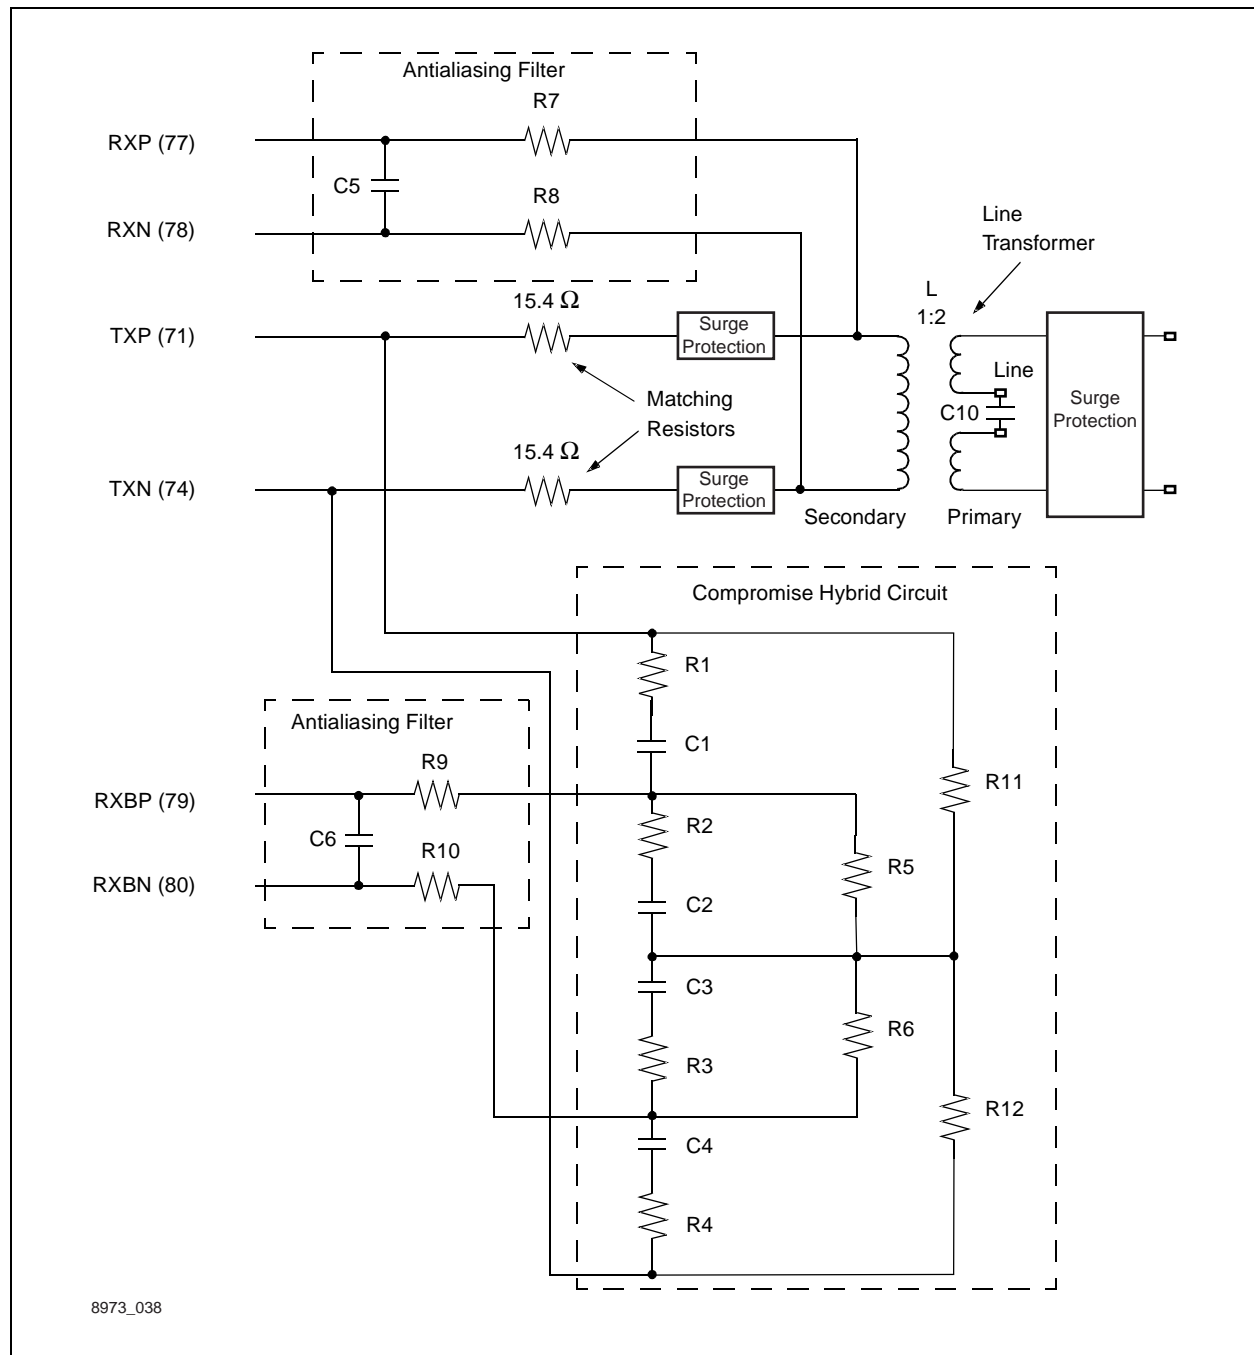 Antialiasing Filter
R7
RXP (77)
C5
R8
RXN (78)
Line
Transformer
L
1:2
15.4 Ω
TXP (71)
Surge
Protection
Line
Matching
Resistors
C10
Surge
Protection
15.4 Ω
TXN (74)
Surge
Protection
Secondary
Primary
Compromise Hybrid Circuit
R1
Antialiasing Filter
C1
R9
RXBP (79)
R11
R2
C6
R10
R5
RXBN (80)
C2
C3
R6
R3
R12
C4
R4
8973_038